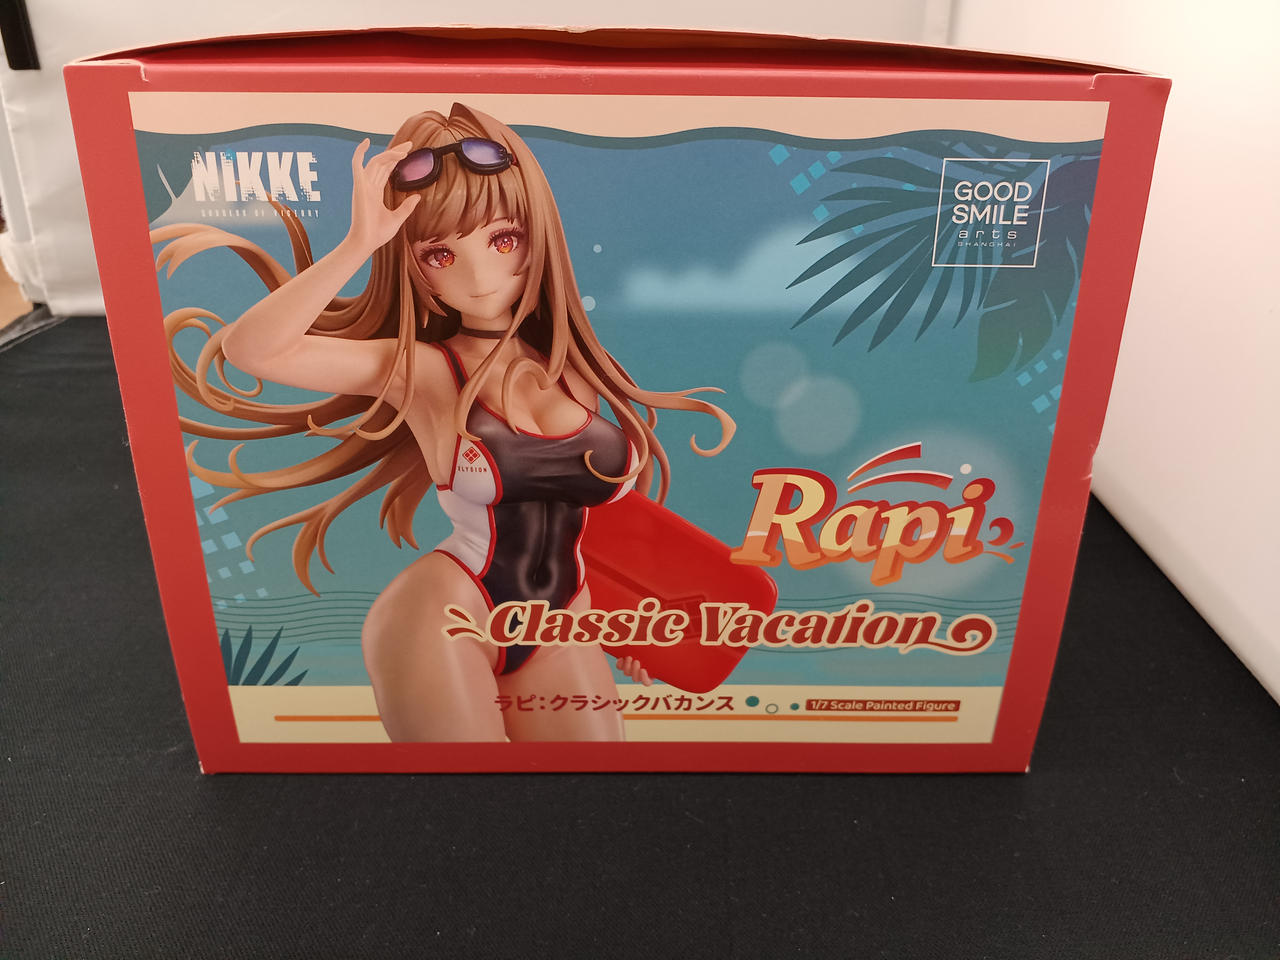 NIKKE
GODDESS OF VICTORY
GOOD
SMILE
arts
SHANGHAI
ELYSION
Rapi
Classic Vacation
ラピ:クラシックバカンス
1/7 Scale Painted Figure